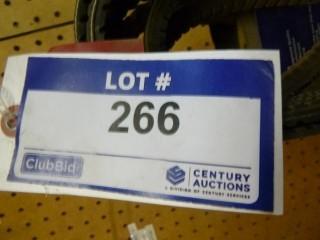 LOT #
266
ClubBid
CENTURY
AUCTIONS
A DIVISION OF CENTURY SERVICES